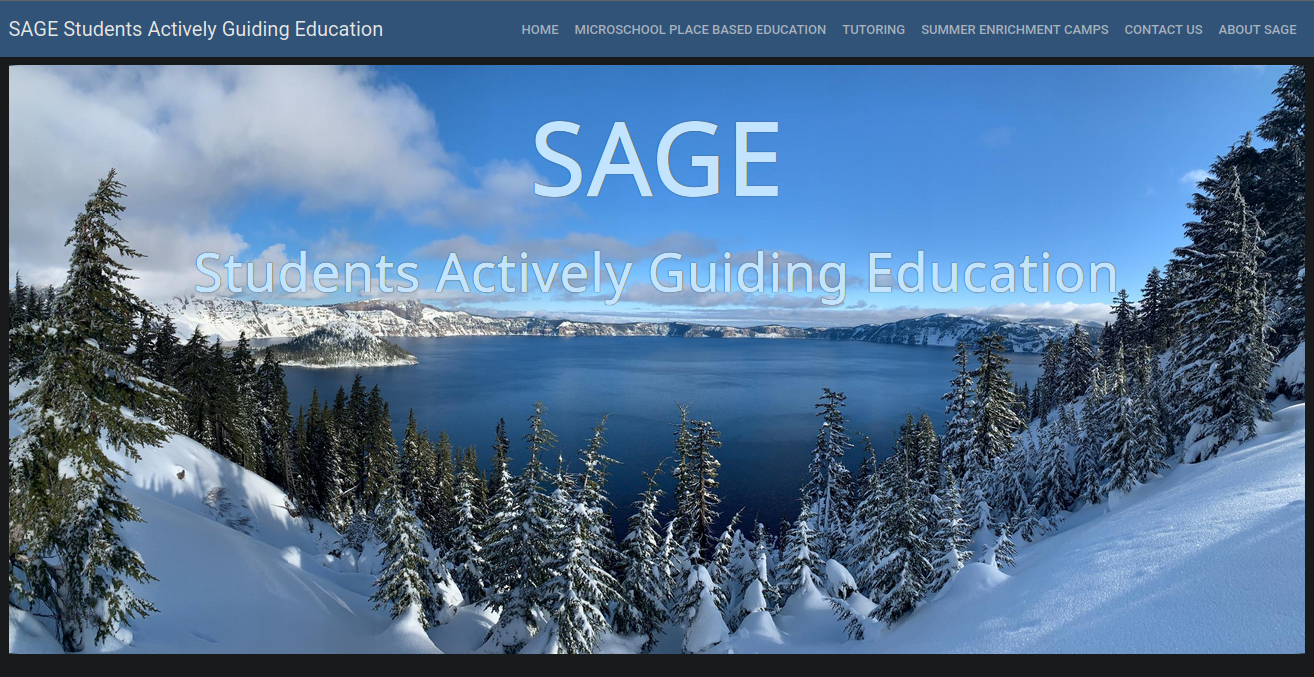 SAGE Students Actively Guiding Education
HOME MICROSCHOOL PLACE BASED EDUCATION TUTORING SUMMER ENRICHMENT CAMPS CONTACT US ABOUT SAGE
SAGE
Students Actively Guiding Education